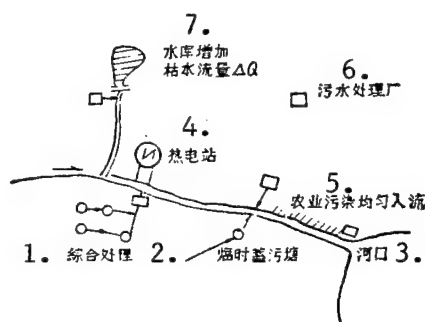 7.
水库增加
枯水流量ΔQ
6.
污水处理厂
4.
热电站
5.
农业污染均匀入流
1. 综合处理
2. 临时蓄污塘
河口 3.